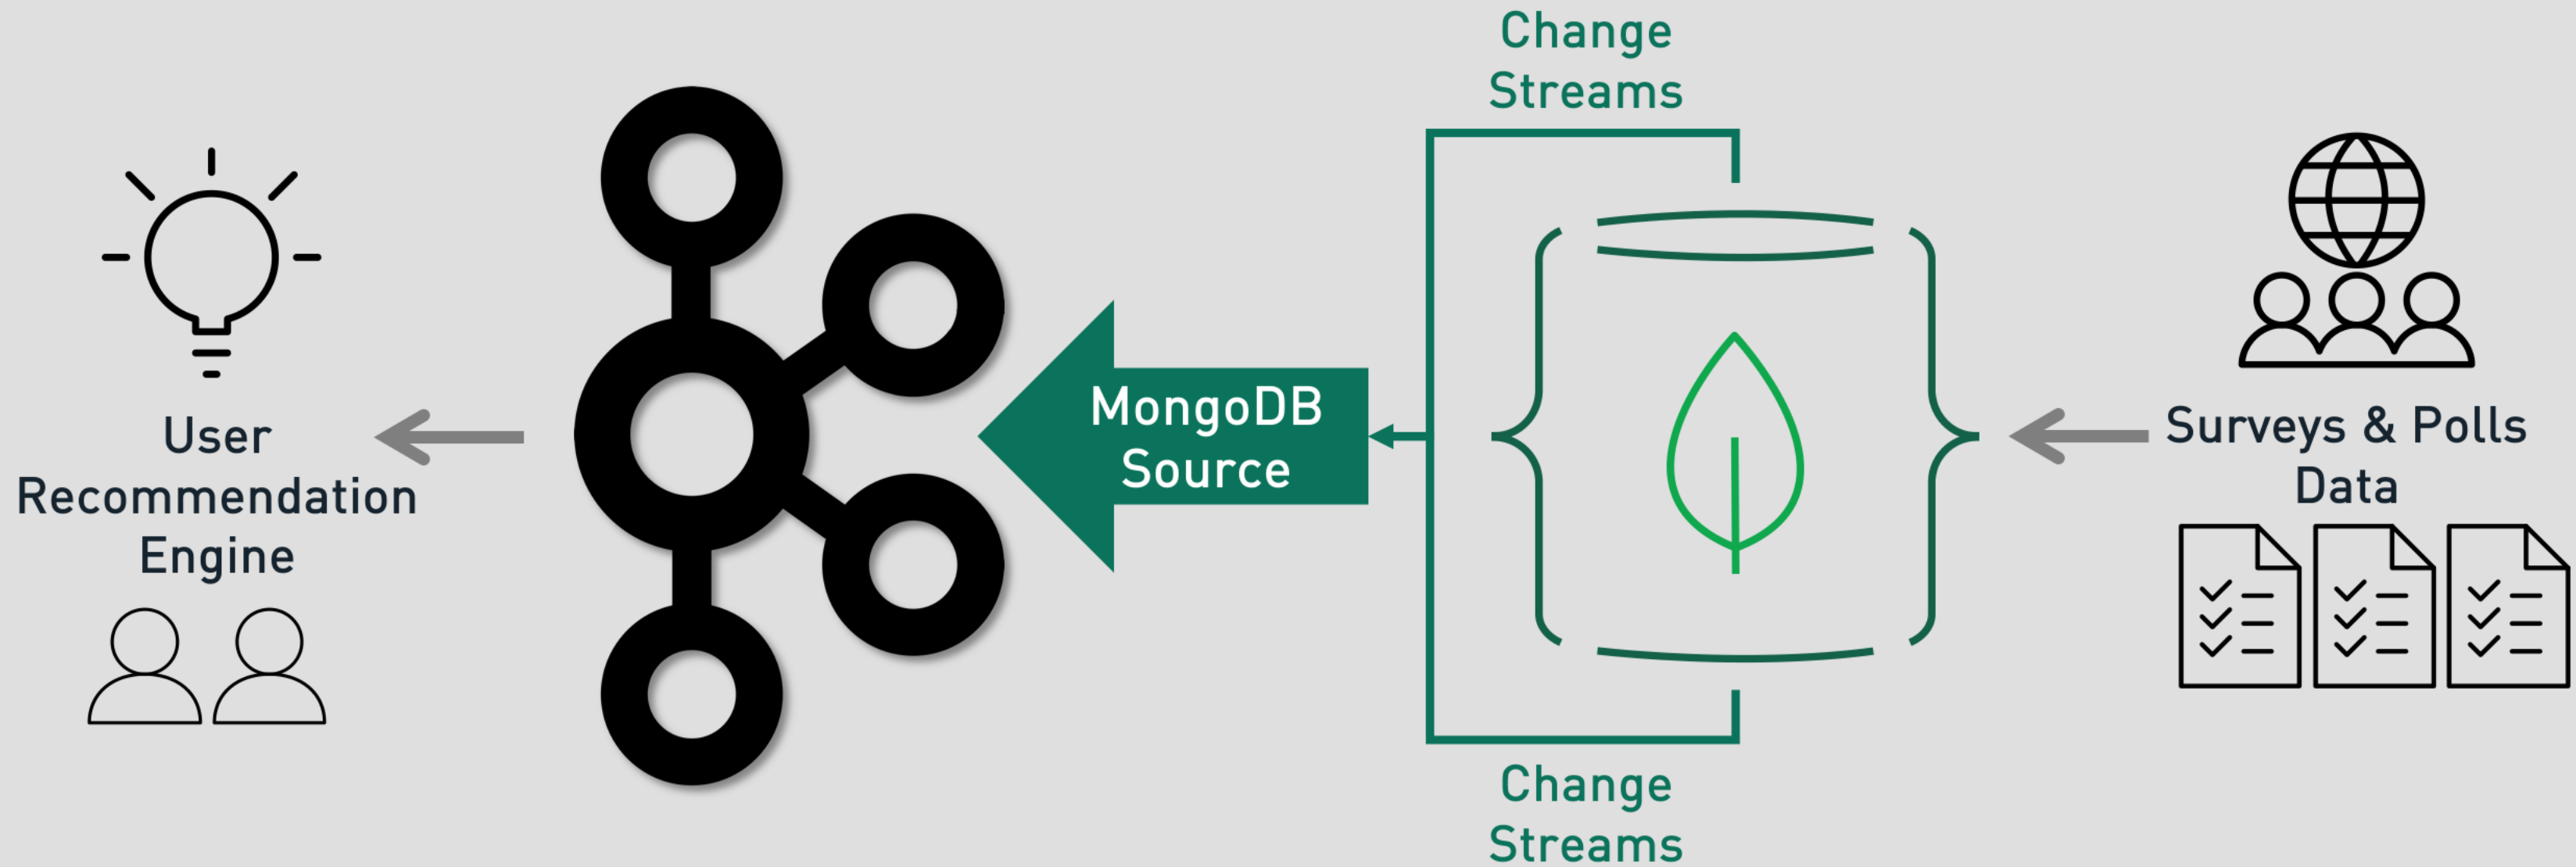 Change
Streams
User
Recommendation
Engine
MongoDB
Source
Surveys & Polls
Data
Change
Streams